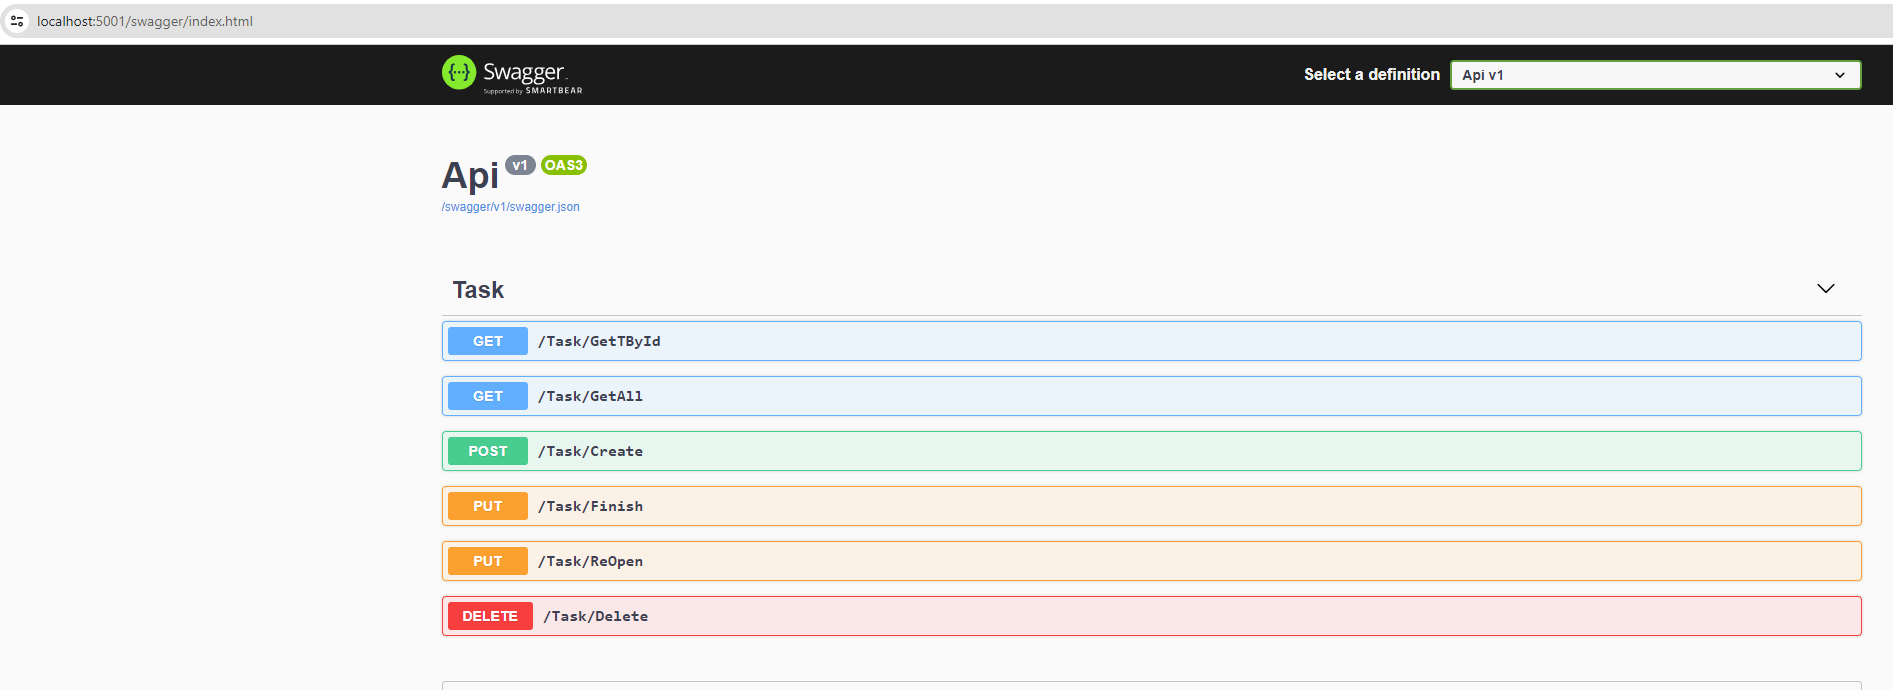 localhost:5001/swagger/index.html
{···} Swagger.
Supported by SMARTBEAR
Select a definition
Api v1
Api v1 OAS3
/swagger/v1/swagger.json
Task
GET /Task/GetTById
GET /Task/GetAll
POST /Task/Create
PUT /Task/Finish
PUT /Task/ReOpen
DELETE /Task/Delete